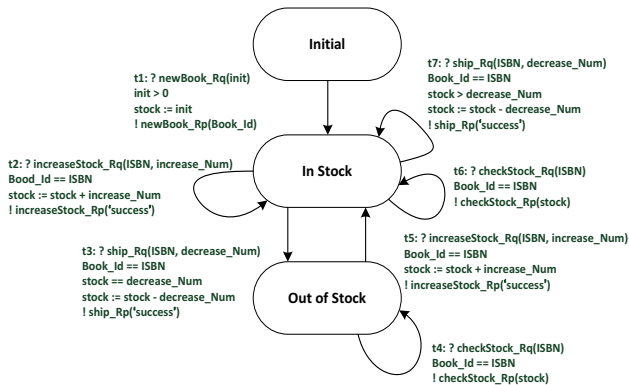 Initial
t1: ? newBook_Rq(init)
init > 0
stock := init
! newBook_Rp(Book_Id)
t7: ? ship_Rq(ISBN, decrease_Num)
Book_Id == ISBN
stock > decrease_Num
stock := stock - decrease_Num
! ship_Rp('success')
In Stock
t2: ? increaseStock_Rq(ISBN, increase_Num)
Bood_Id == ISBN
stock := stock + increase_Num
! increaseStock_Rp('success')
t6: ? checkStock_Rq(ISBN)
Book_Id == ISBN
! checkStock_Rp(stock)
t3: ? ship_Rq(ISBN, decrease_Num)
Book_Id == ISBN
stock == decrease_Num
stock := stock - decrease_Num
! ship_Rp('success')
t5: ? increaseStock_Rq(ISBN, increase_Num)
Book_Id == ISBN
stock := stock + increase_Num
! increaseStock_Rp('success')
Out of Stock
t4: ? checkStock_Rq(ISBN)
Book_Id == ISBN
! checkStock_Rp(stock)